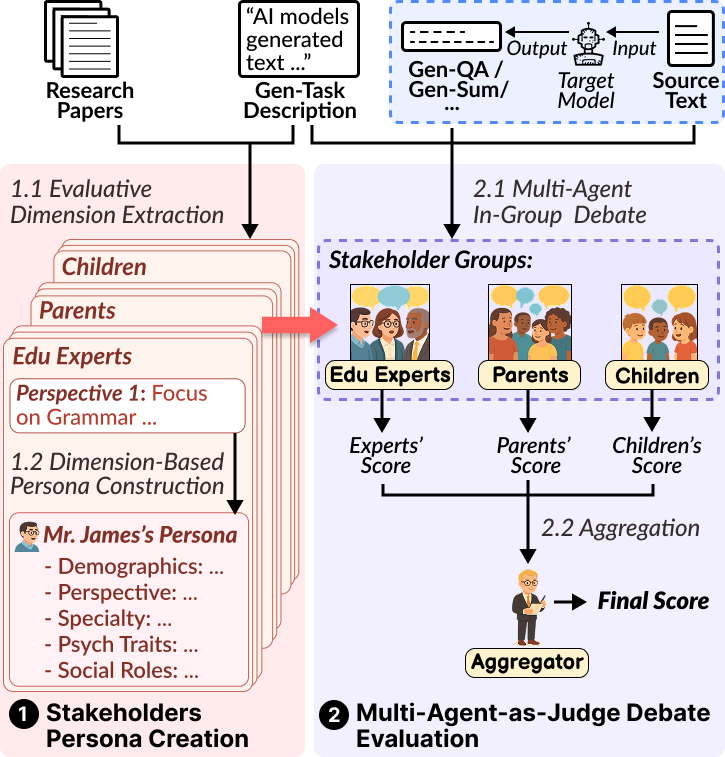 Research
Papers
“AI models
generated
text ...”
Gen-Task
Description
Output
Input
Gen-QA /
Gen-Sum/
...
Target
Model
Source
Text
1.1 Evaluative
Dimension Extraction
Children
Parents
Edu Experts
Perspective 1: Focus
on Grammar ...
1.2 Dimension-Based
Persona Construction
Mr. James’s Persona
- Demographics: ...
- Perspective: ...
- Specialty: ...
- Psych Traits: ...
- Social Roles: ...
1 Stakeholders
Persona Creation
2.1 Multi-Agent
In-Group Debate
Stakeholder Groups:
Edu Experts
Parents
Children
Experts’
Score
Parents’
Score
Children’s
Score
2.2 Aggregation
Final Score
Aggregator
2 Multi-Agent-as-Judge Debate
Evaluation